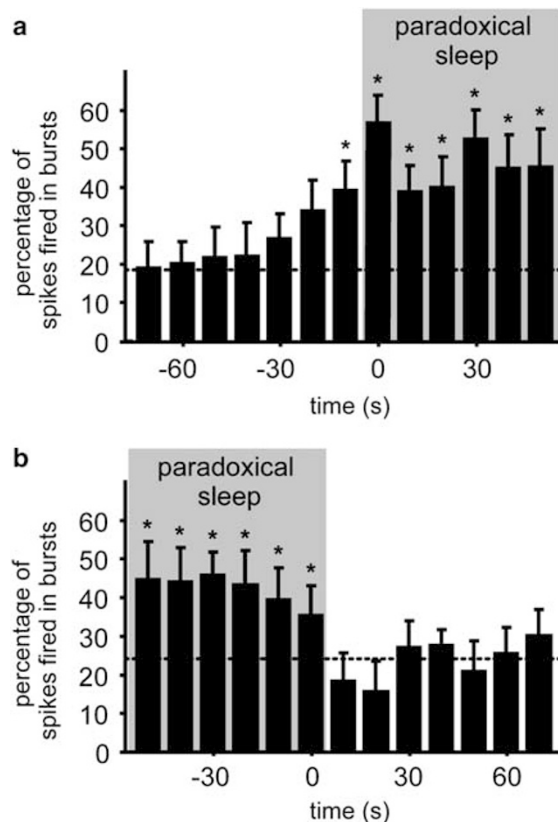 a
paradoxical
sleep
percentage of
spikes fired in bursts
60
50
40
30
20
10
0
* * * * * * *
-60 -30 0 30
time (s)
b
paradoxical
sleep
percentage of
spikes fired in bursts
60
50
40
30
20
10
0
* * * * * *
-30 0 30 60
time (s)